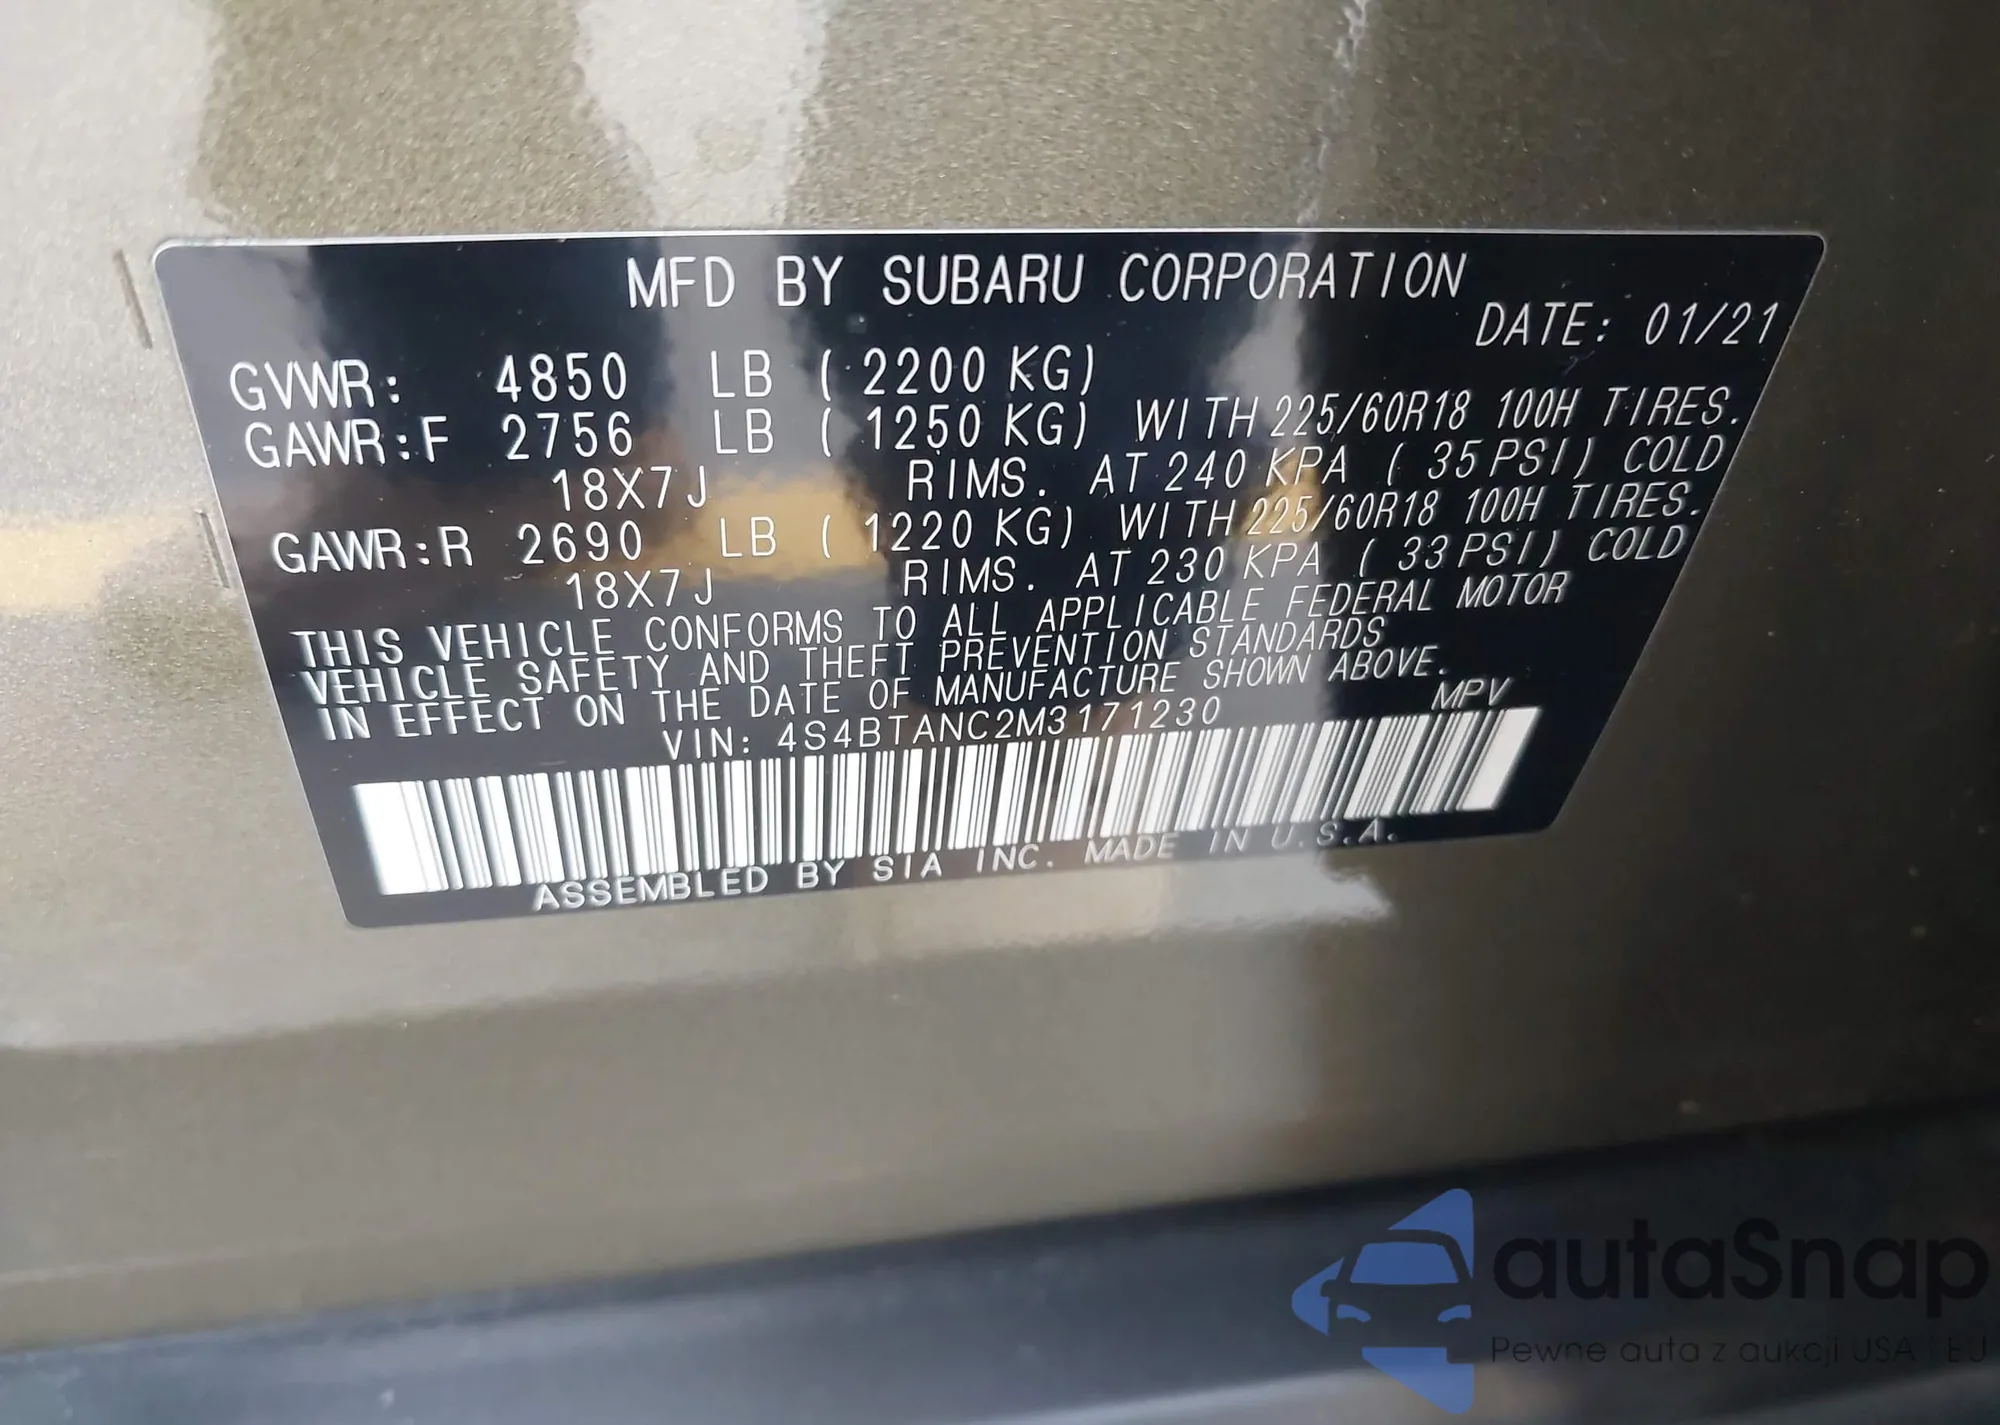 MFD BY SUBARU CORPORATION
DATE: 01/21
GVWR: 4850 LB ( 2200 KG)
GAWR:F 2756 LB ( 1250 KG) WITH 225/60R18 100H TIRES.
18X7J RIMS. AT 240 KPA ( 35 PSI) COLD
GAWR:R 2690 LB ( 1220 KG) WITH 225/60R18 100H TIRES.
18X7J RIMS. AT 230 KPA ( 33 PSI) COLD
THIS VEHICLE CONFORMS TO ALL APPLICABLE FEDERAL MOTOR
VEHICLE SAFETY AND THEFT PREVENTION STANDARDS
IN EFFECT ON THE DATE OF MANUFACTURE SHOWN ABOVE.
VIN: 4S4BTANC2M3171230 MPV
ASSEMBLED BY SIA INC. MADE IN U.S.A.
autaSnap
Pewne auta z aukcji USA i EU